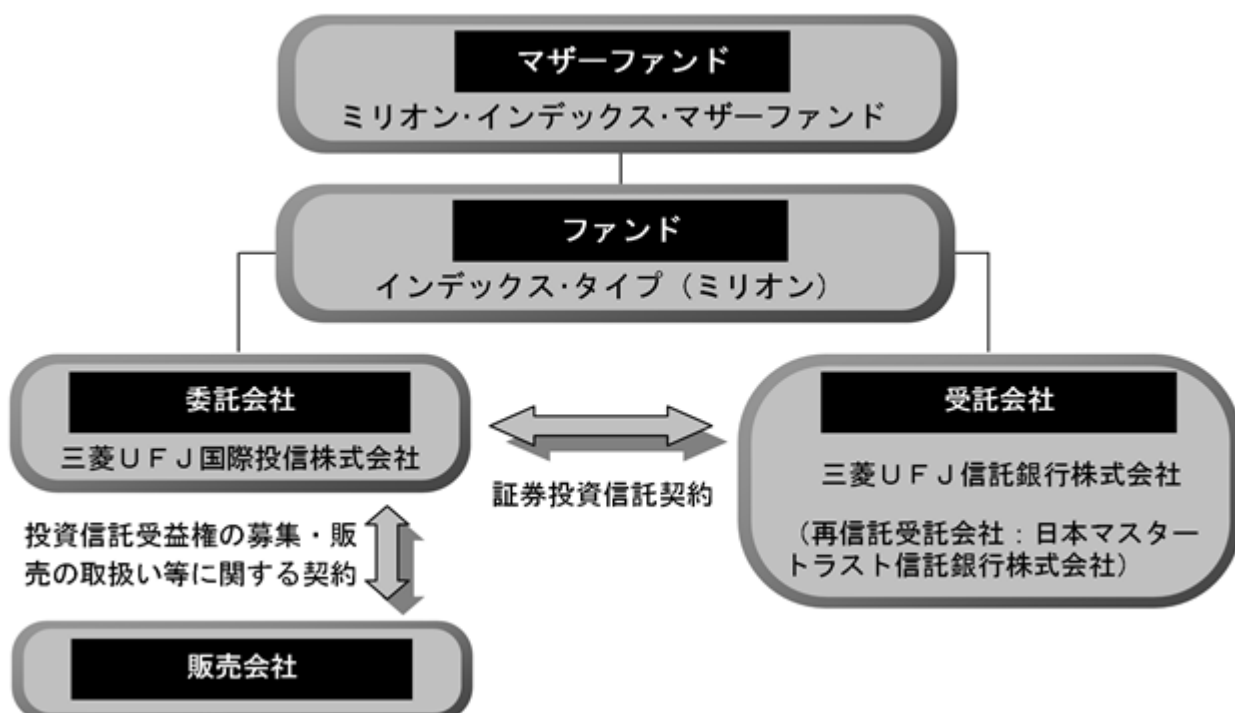 マザーファンド
ミリオン･インデックス･マザーファンド
ファンド
インデックス･タイプ（ミリオン）
委託会社
三菱ＵＦＪ国際投信株式会社
証券投資信託契約
受託会社
三菱ＵＦＪ信託銀行株式会社
（再信託受託会社：日本マスター
トラスト信託銀行株式会社）
投資信託受益権の募集・販
売の取扱い等に関する契約
販売会社